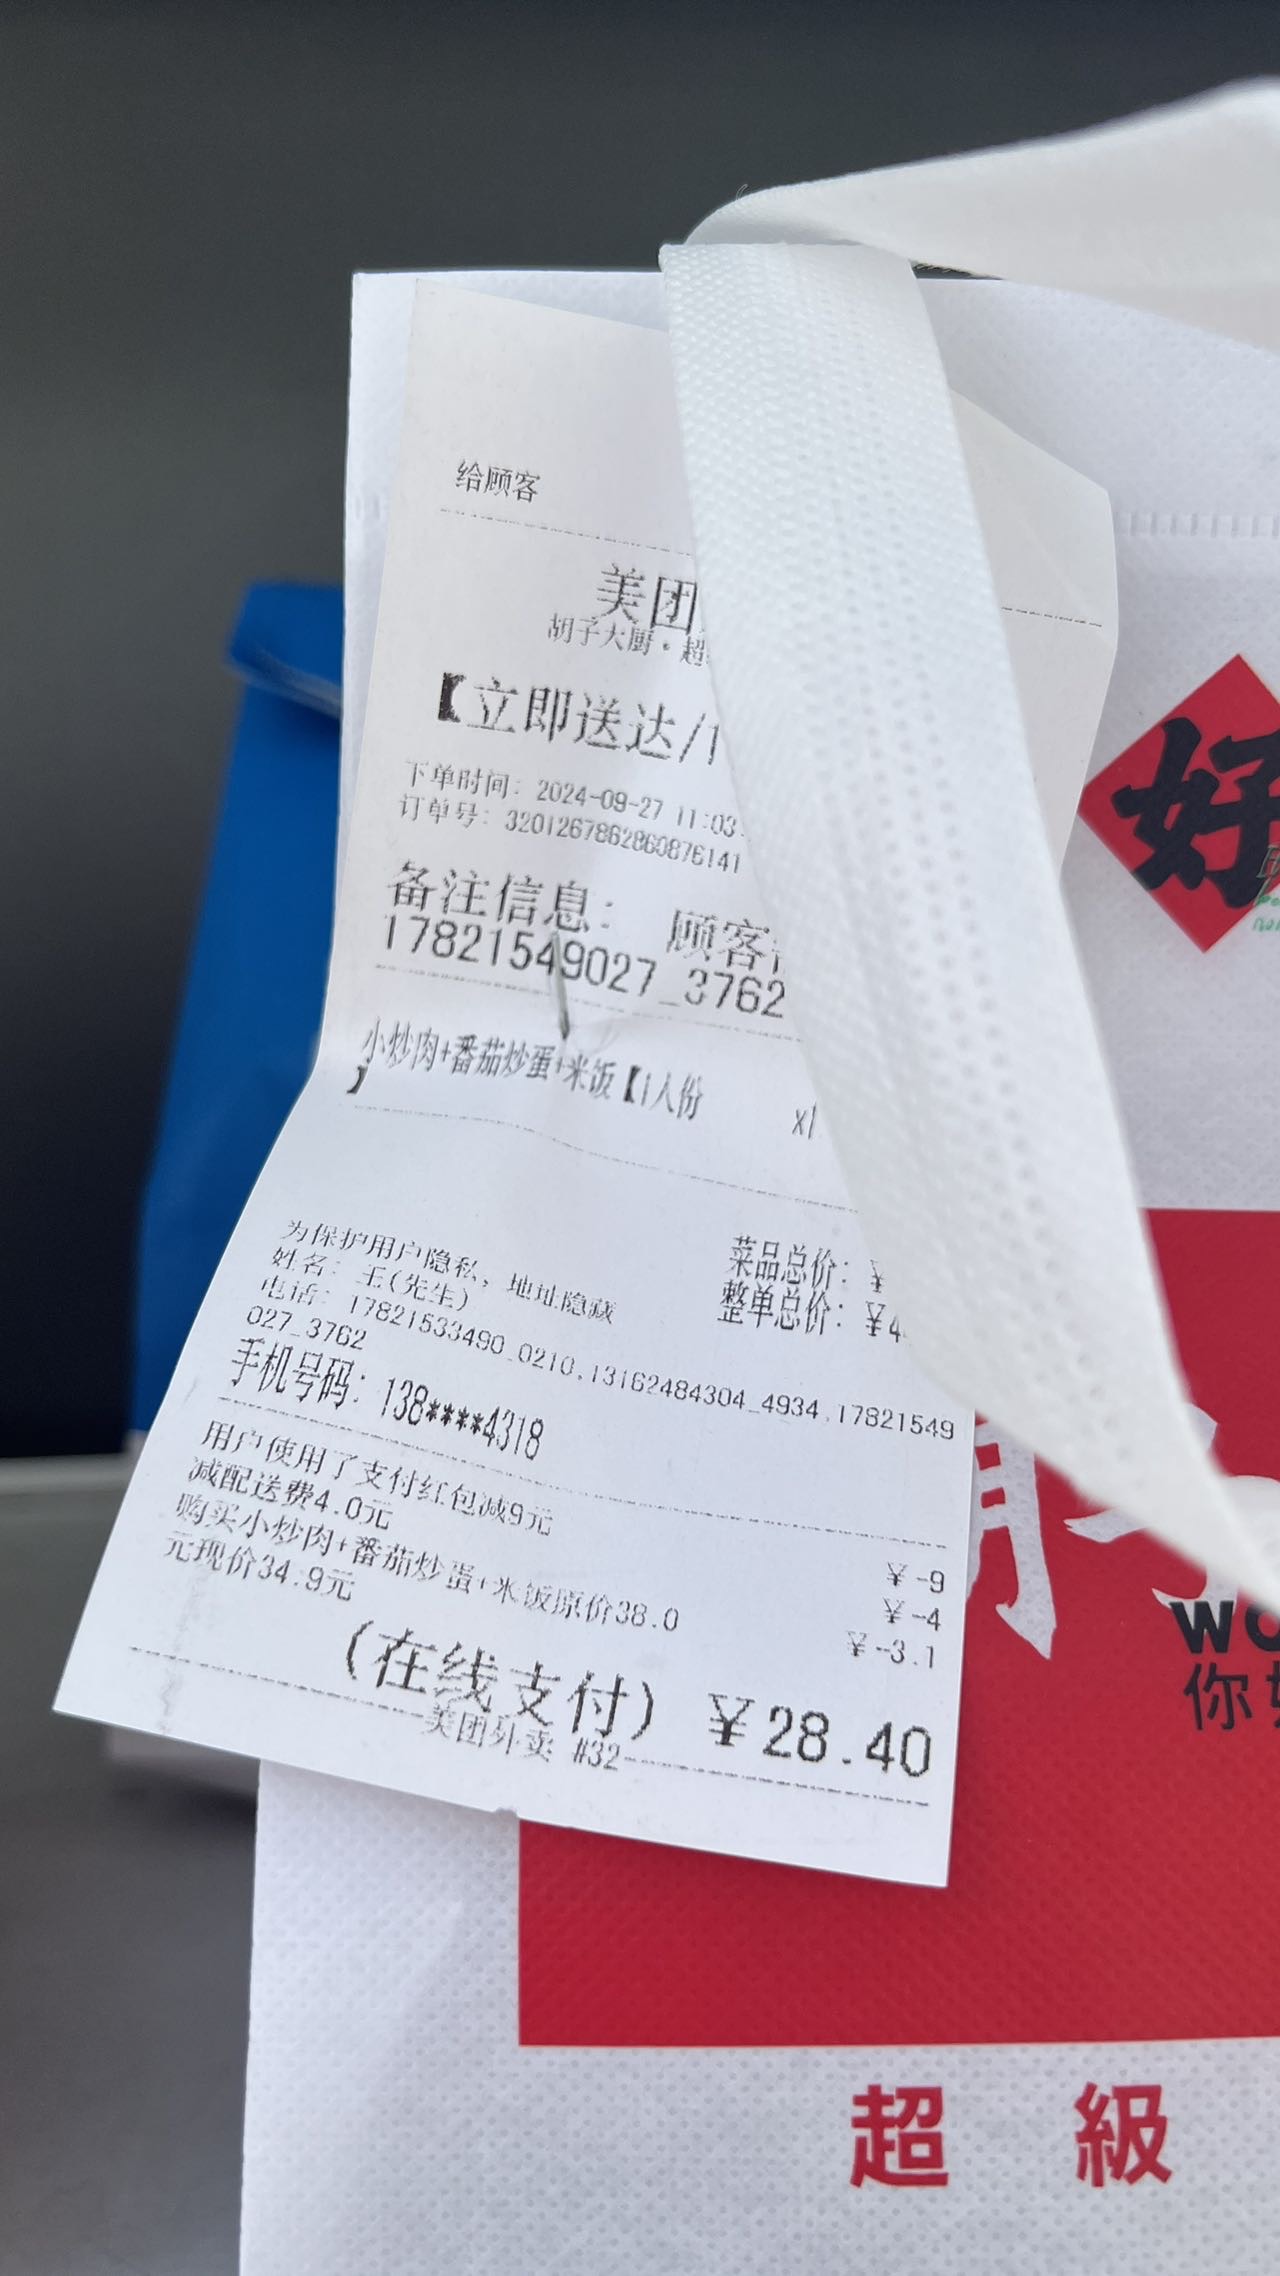 给顾客
美团
胡子大厨·超
【立即送达/1
下单时间: 2024-09-27 11:03
订单号: 3201267862860876141
备注信息: 顾客
17821549027_3762
小炒肉+番茄炒蛋+米饭【1人份
】 x1
菜品总价: ¥
整单总价: ¥4
为保护用户隐私, 地址隐藏
姓名: 王(先生)
电话: 17821533490_0210,13162484304_4934,17821549
027_3762
手机号码: 138****4318
用户使用了支付红包减9元 ¥-9
减配送费4.0元 ¥-4
购买小炒肉+番茄炒蛋+米饭原价38.0
元现价34.9元 ¥-3.1
(在线支付) ¥28.40
美团外卖 #32
好
WO
你好
超级